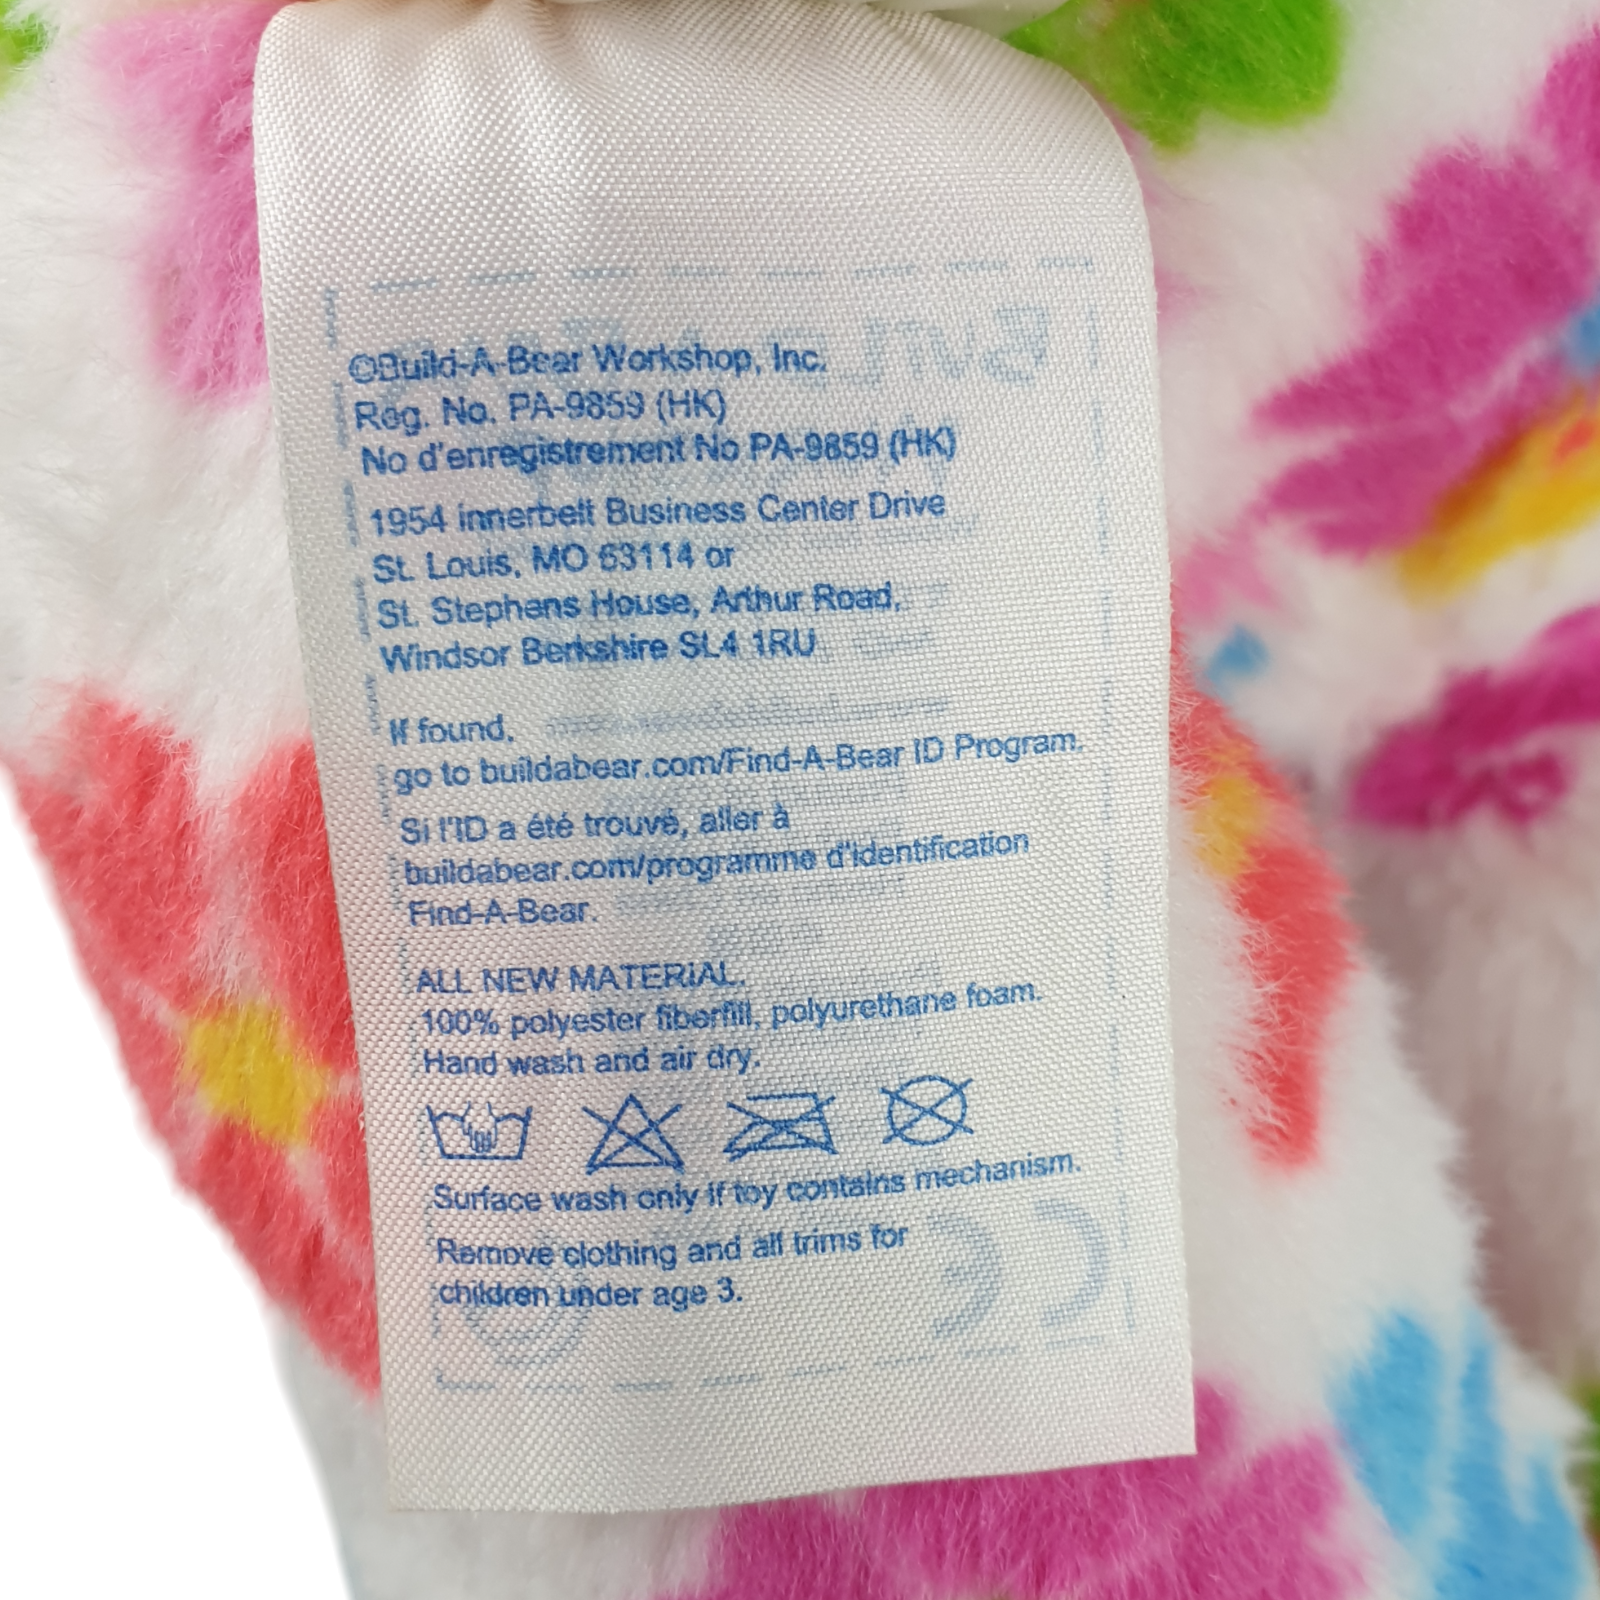 ©Build-A-Bear Workshop, Inc.
Reg. No. PA-9859 (HK)
No d'enregistrement No PA-9859 (HK)
1954 innerbelt Business Center Drive
St. Louis, MO 63114 or
St. Stephens House, Arthur Road,
Windsor Berkshire SL4 1RU
If found,
go to buildabear.com/Find-A-Bear ID Program.
Si l'ID a été trouvé, aller à
buildabear.com/programme d'identification
Find-A-Bear.
ALL NEW MATERIAL.
100% polyester fiberfill, polyurethane foam.
Hand wash and air dry.
Surface wash only if toy contains mechanism.
Remove clothing and all trims for
children under age 3.
CE